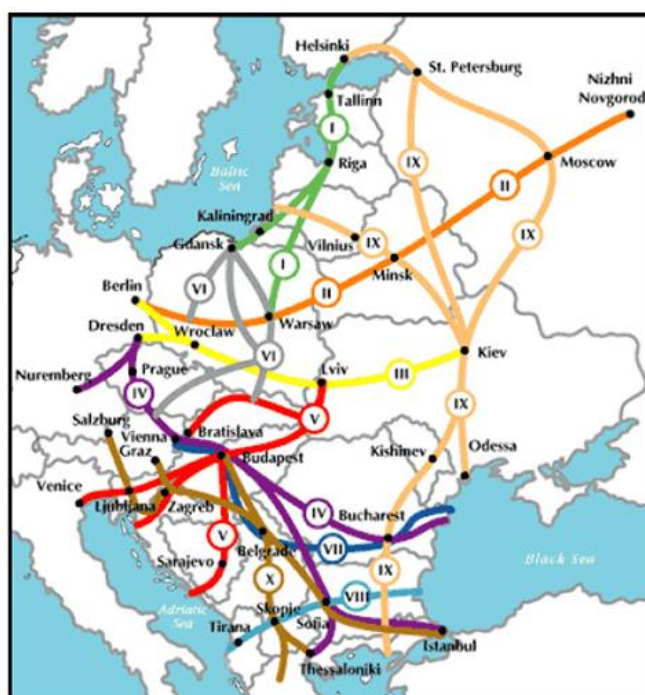 Helsinki
St. Petersburg
Nizhni
Novgorod
Tallinn
I
Riga
IX
Moscow
II
Baltic
Sea
Kaliningrad
Gdansk
Vilnius
IX
IX
Minsk
I
II
VI
Berlin
Warsaw
Dresden
Wroclaw
VI
Kiev
Lviv
III
Nuremberg
Prague
IV
V
IX
Salzburg
Vienna
Bratislava
Graz
Budapest
Kishinev
Odessa
Venice
Ljubljana
Zagreb
IV
Bucharest
V
Belgrade
VII
Sarajevo
X
IX
Black Sea
VIII
Adriatic
Sea
Skopje
Tirana
Sofia
Istanbul
Thessaloniki